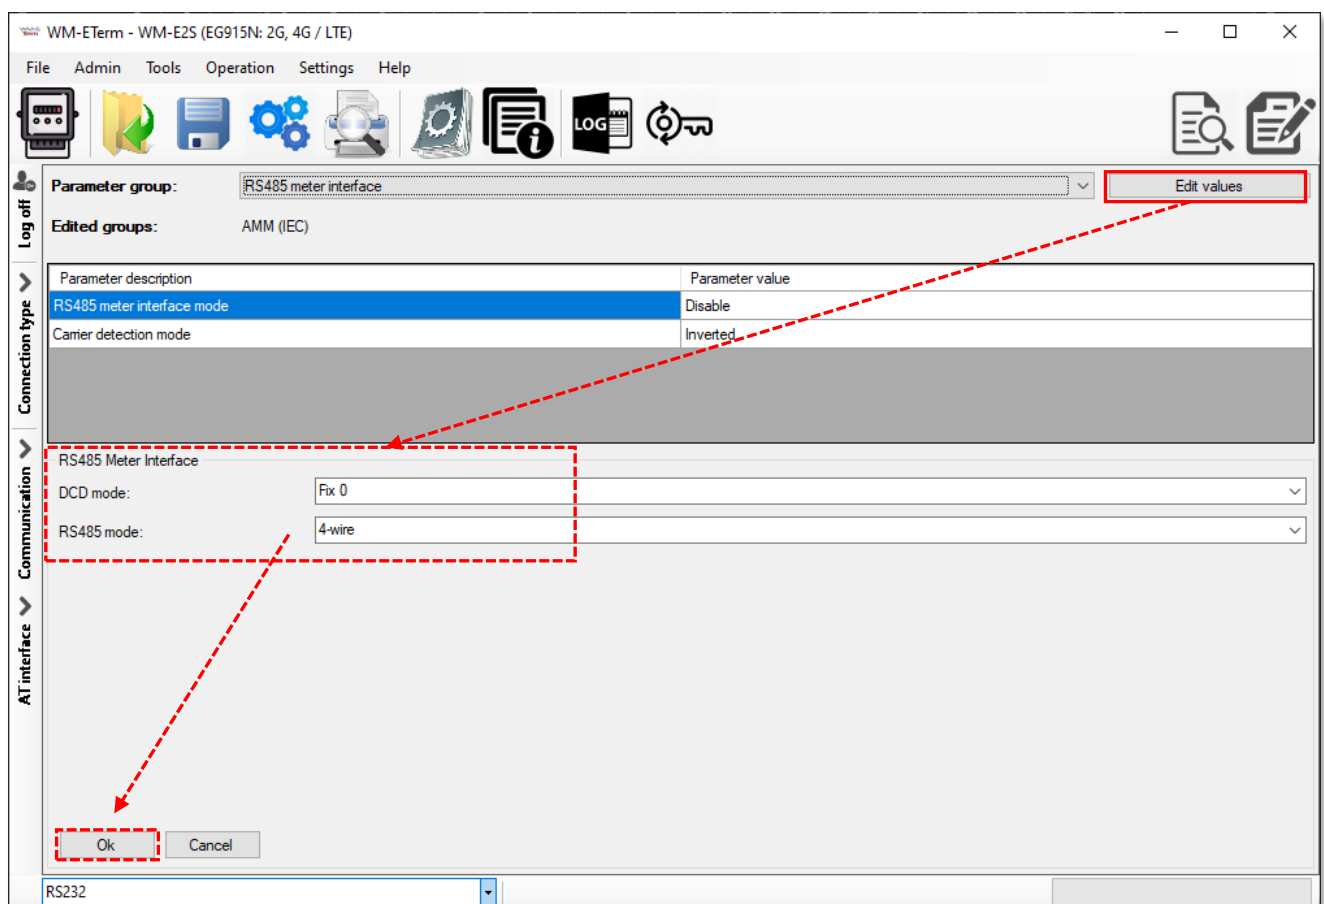 WM-ETerm - WM-E2S (EG915N: 2G, 4G / LTE)
File Admin Tools Operation Settings Help
LOG
Parameter group: RS485 meter interface Edit values
Edited groups: AMM (IEC)
Parameter description Parameter value
RS485 meter interface mode Disable
Carrier detection mode Inverted
RS485 Meter Interface
DCD mode: Fix 0
RS485 mode: 4-wire
Ok Cancel
RS232
Log off
Connection type
Communication
AT interface